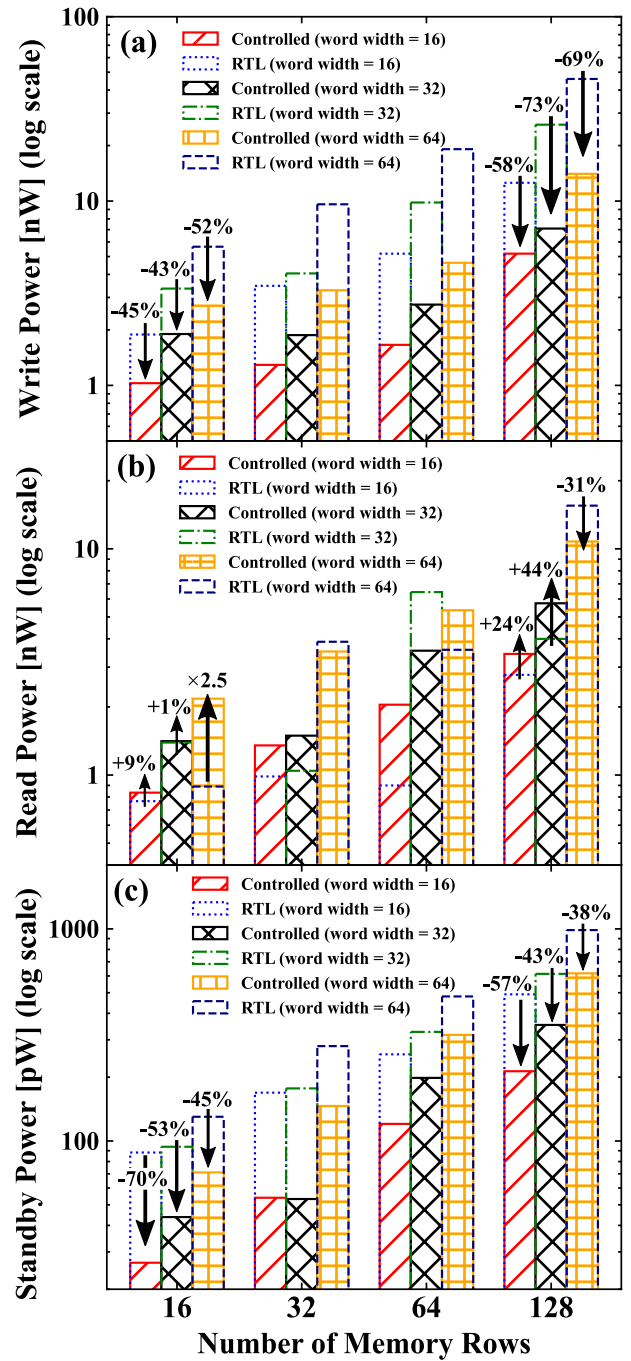 (a)
Controlled (word width = 16)
RTL (word width = 16)
Controlled (word width = 32)
RTL (word width = 32)
Controlled (word width = 64)
RTL (word width = 64)
Write Power [nW] (log scale)
100
10
1
-45%
-43%
-52%
-58%
-73%
-69%
(b)
Controlled (word width = 16)
RTL (word width = 16)
Controlled (word width = 32)
RTL (word width = 32)
Controlled (word width = 64)
RTL (word width = 64)
Read Power [nW] (log scale)
10
1
+9%
+1%
×2.5
+24%
+44%
-31%
(c)
Controlled (word width = 16)
RTL (word width = 16)
Controlled (word width = 32)
RTL (word width = 32)
Controlled (word width = 64)
RTL (word width = 64)
Standby Power [pW] (log scale)
1000
100
-70%
-53%
-45%
-57%
-43%
-38%
16 32 64 128
Number of Memory Rows